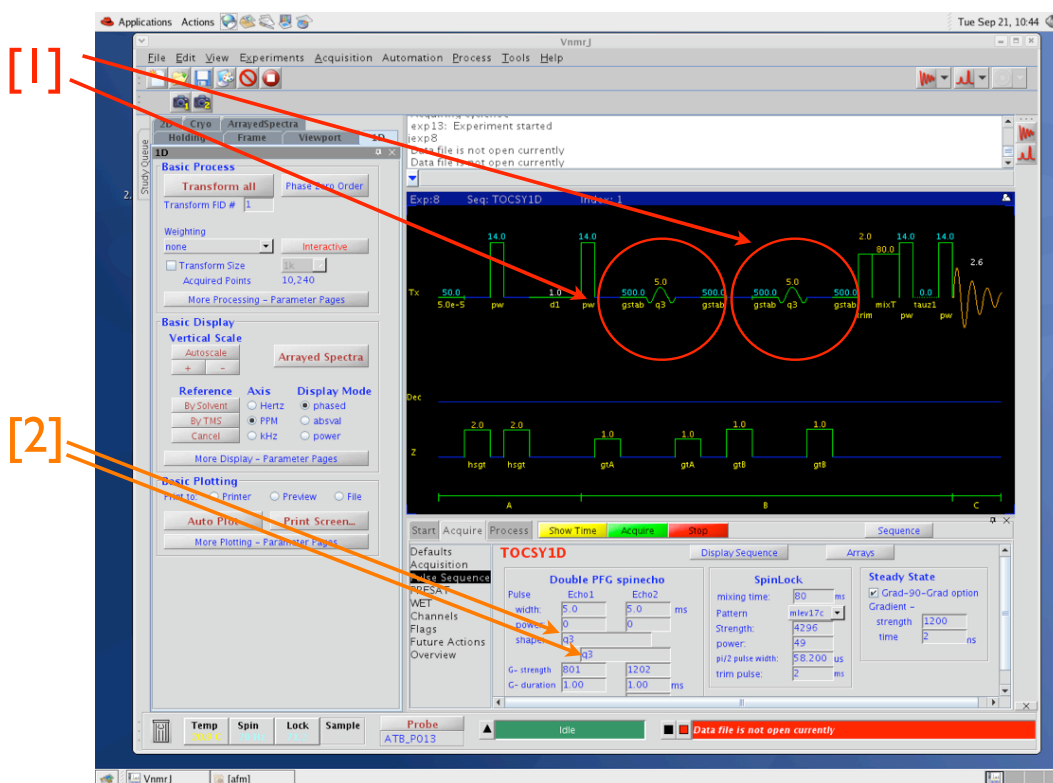 Applications Actions Tue Sep 21, 10:44
[1]
VnmrJ
File Edit View Experiments Acquisition Automation Process Tools Help
1 2
2D Cryo ArrayedSpectra
Holding Frame Viewport 1D
Study Queue
1D
Basic Process
Transform all Phase Zero Order
Transform FID # 1
Weighting
none Interactive
Transform Size 1k
Acquired Points 10,240
More Processing - Parameter Pages
Basic Display
Vertical Scale
Autoscale Arrayed Spectra
+ -
Reference Axis Display Mode
By Solvent Hertz phased
By TMS PPM absval
Cancel kHz power
More Display - Parameter Pages
[2]
Basic Plotting
Print to: Printer Preview File
Auto Plot Print Screen...
More Plotting - Parameter Pages
exp13: Experiment started
jexp8
Data file is not open currently
Data file is not open currently
Exp:8 Seq: TOCSY1D Index: 1
14.0 14.0 2.0 14.0 14.0
80.0
2.6
Tx 50.0 1.0 500.0 5.0 500.0 500.0 5.0 500.0 0.0
5.0e-5 pw d1 pw gstab q3 gstab gstab q3 gstab mixT tauz1
trim pw pw
Dec
2.0 2.0 1.0 1.0 1.0 1.0
Z hsgt hsgt gtA gtA gtB gtB
A B C
Start Acquire Process Show Time Acquire Stop Sequence
Defaults
Acquisition
Pulse Sequence
PRESAT
WET
Channels
Flags
Future Actions
Overview
TOCSY1D Display Sequence Arrays
Double PFG spinecho
Pulse Echo1 Echo2
width: 5.0 5.0 ms
power: 0 0
shape: q3
q3
G- strength 801 1202
G- duration 1.00 1.00 ms
SpinLock
mixing time: 80 ms
Pattern mlev17c
Strength: 4296
power: 49
pi/2 pulse width: 58.200 us
trim pulse: 2 ms
Steady State
Grad-90-Grad option
Gradient -
strength 1200
time 2 ns
Temp Spin Lock Sample Probe
ATB_P013
Idle
Data file is not open currently
VnmrJ [afm]